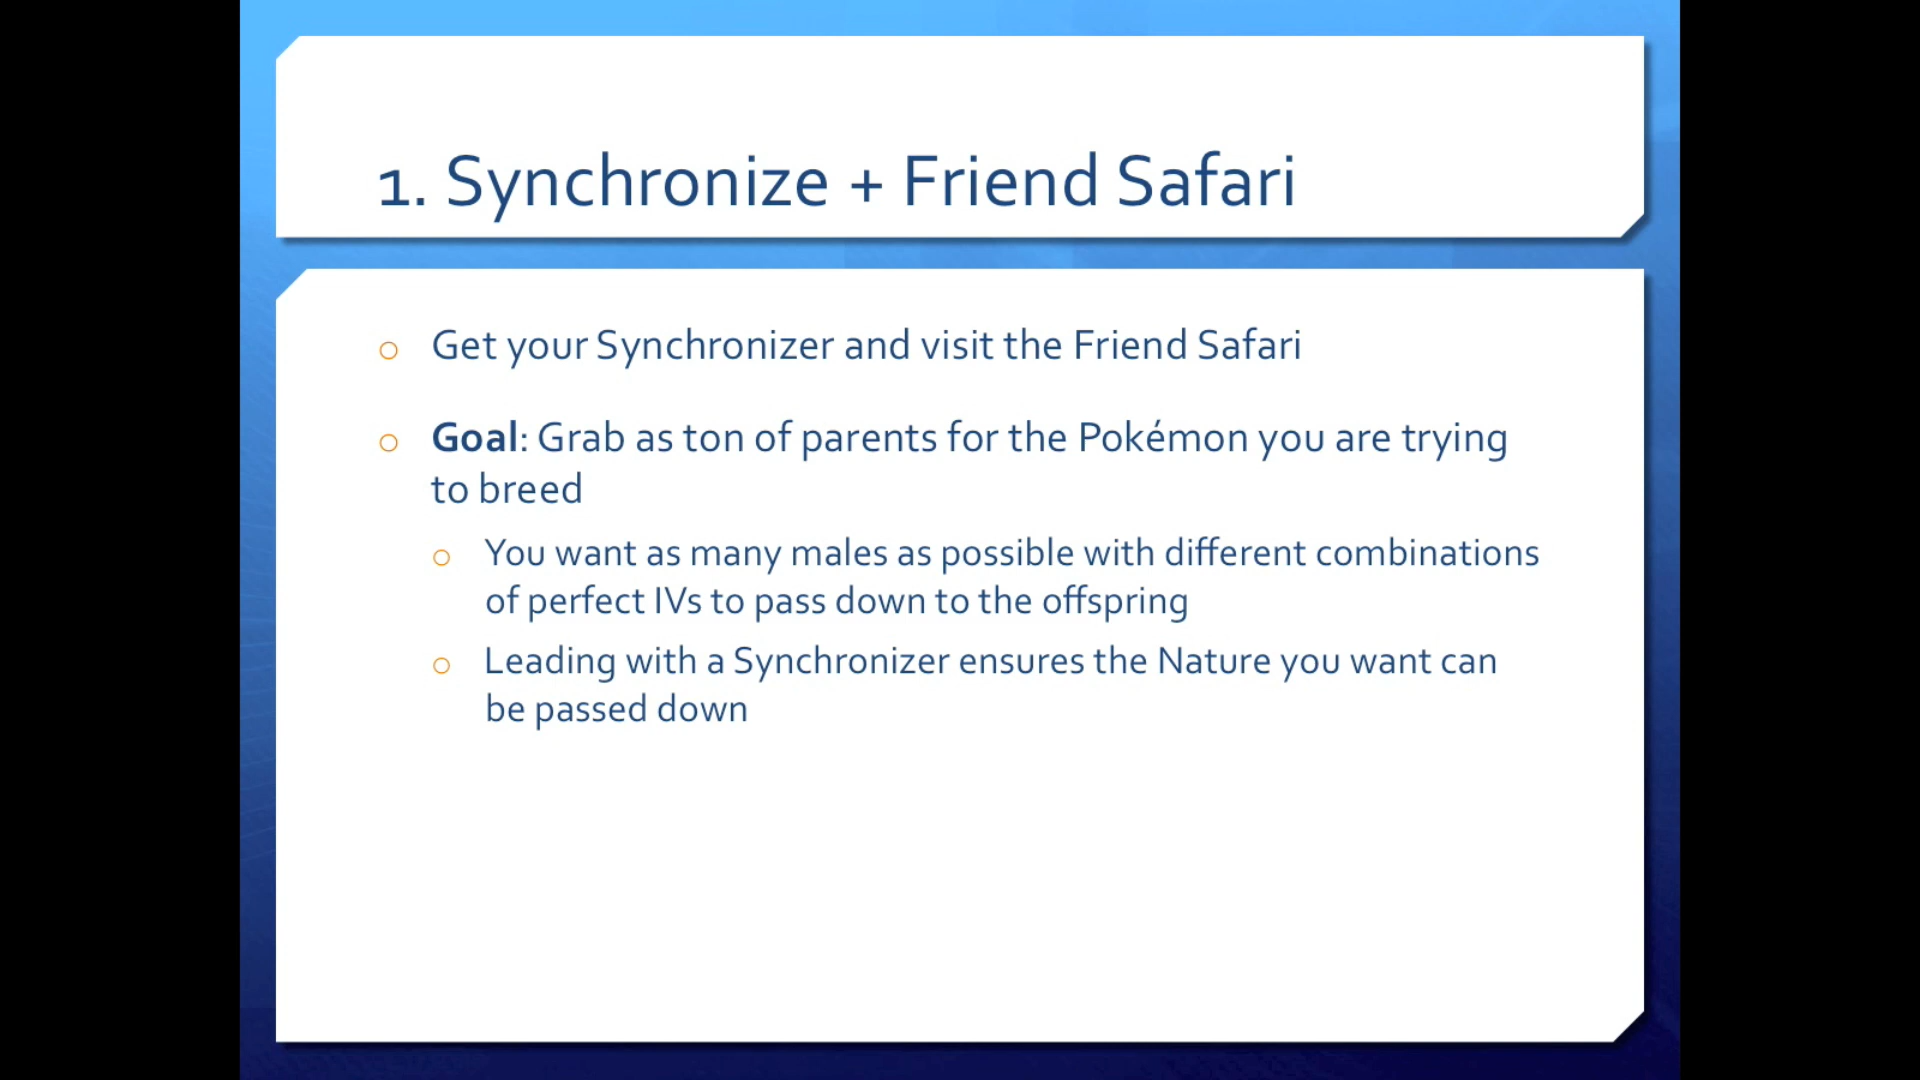 1. Synchronize + Friend Safari
Get your Synchronizer and visit the Friend Safari
Goal: Grab as ton of parents for the Pokémon you are trying
to breed
You want as many males as possible with different combinations
of perfect IVs to pass down to the offspring
Leading with a Synchronizer ensures the Nature you want can
be passed down